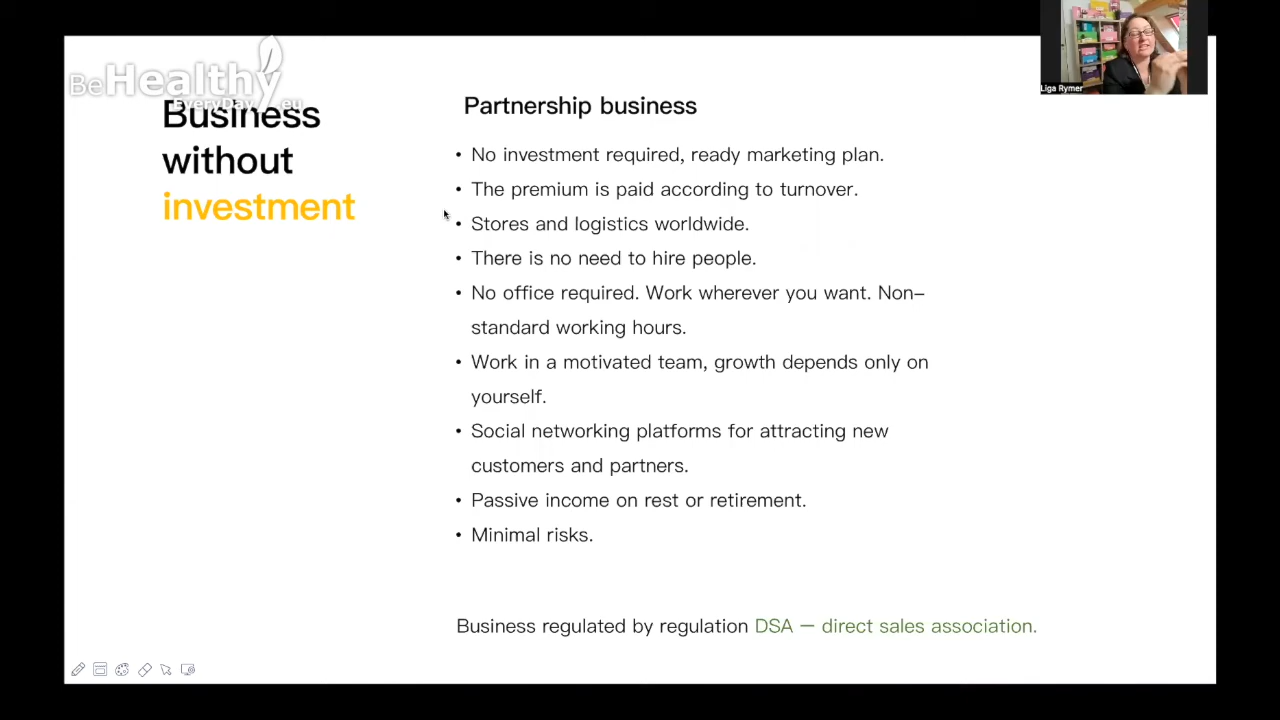 BeHealthy
EveryDay.eu
Business
without
investment
Partnership business
• No investment required, ready marketing plan.
• The premium is paid according to turnover.
• Stores and logistics worldwide.
• There is no need to hire people.
• No office required. Work wherever you want. Non-
standard working hours.
• Work in a motivated team, growth depends only on
yourself.
• Social networking platforms for attracting new
customers and partners.
• Passive income on rest or retirement.
• Minimal risks.
Business regulated by regulation DSA — direct sales association.
Liga Rymer